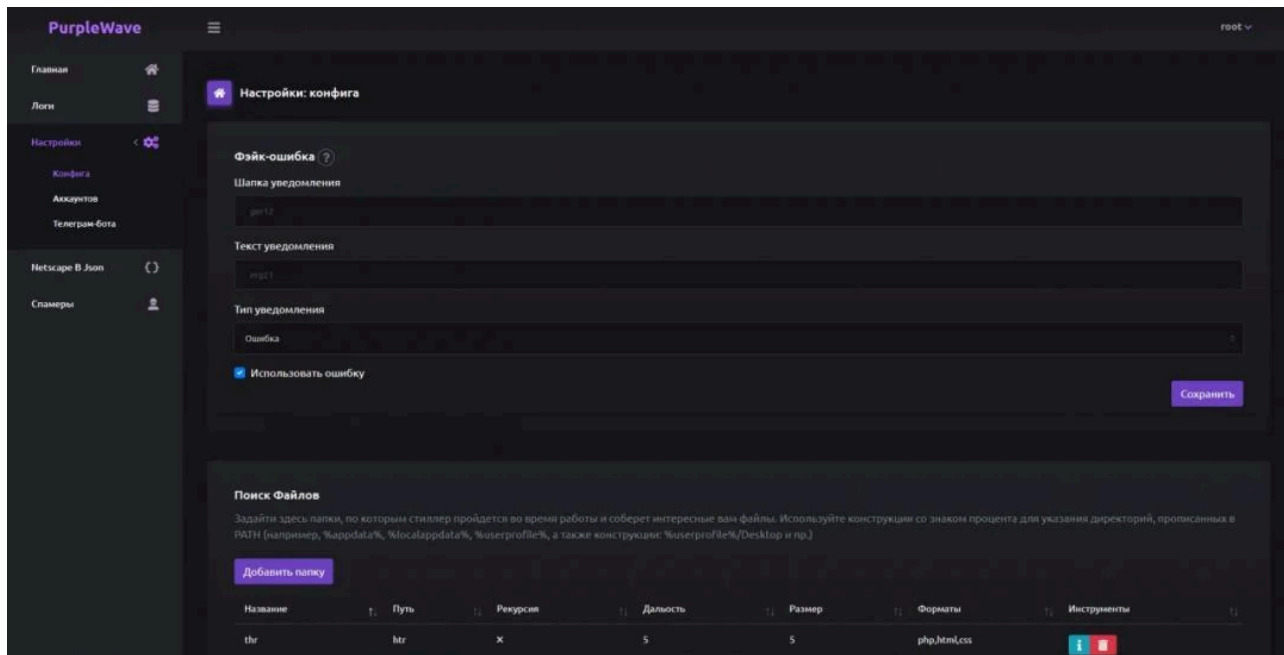 PurpleWave
root
Главная
Логи
Настройки
Конфига
Аккаунтов
Телеграм-бота
Netscape В Json
Спамеры
Настройки: конфига
Фэйк-ошибка ?
Шапка уведомления
Текст уведомления
Тип уведомления
Ошибка
Использовать ошибку
Сохранить
Поиск Файлов
Задайти здесь папки, по которым стиллер пройдется во время работы и соберет интересные вам файлы. Используйте конструкции со знаком процента для указания директорий, прописанных в
PATH (например, %appdata%, %localappdata%, %userprofile%, а также конструкции: %userprofile%/Desktop и пр.)
Добавить папку
Название Путь Рекурсия Дальность Размер Форматы Инструменты
thr htr × 5 5 php,html,css